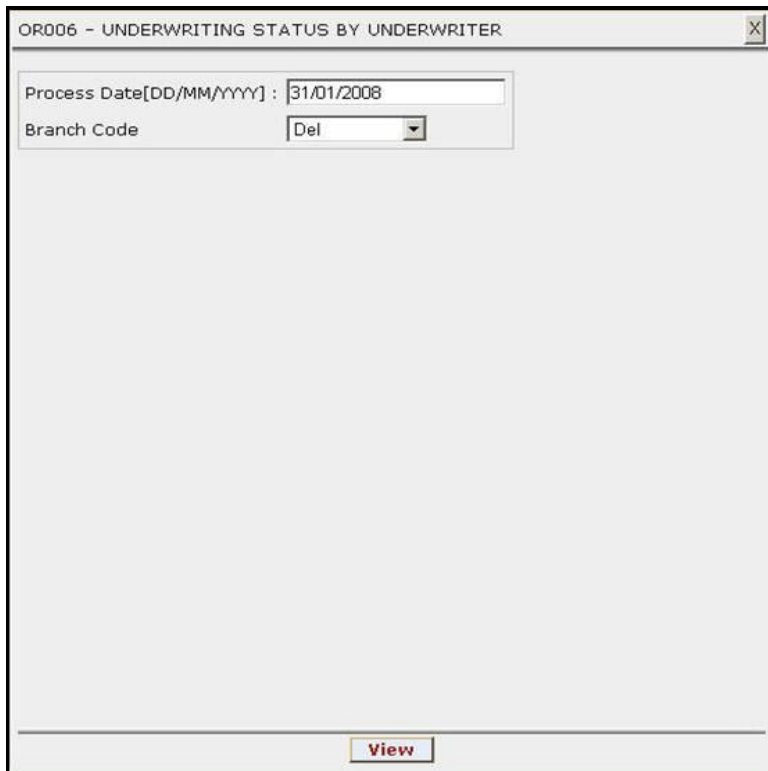 OR006 - UNDERWRITING STATUS BY UNDERWRITER X
Process Date[DD/MM/YYYY] : 31/01/2008
Branch Code Del
View